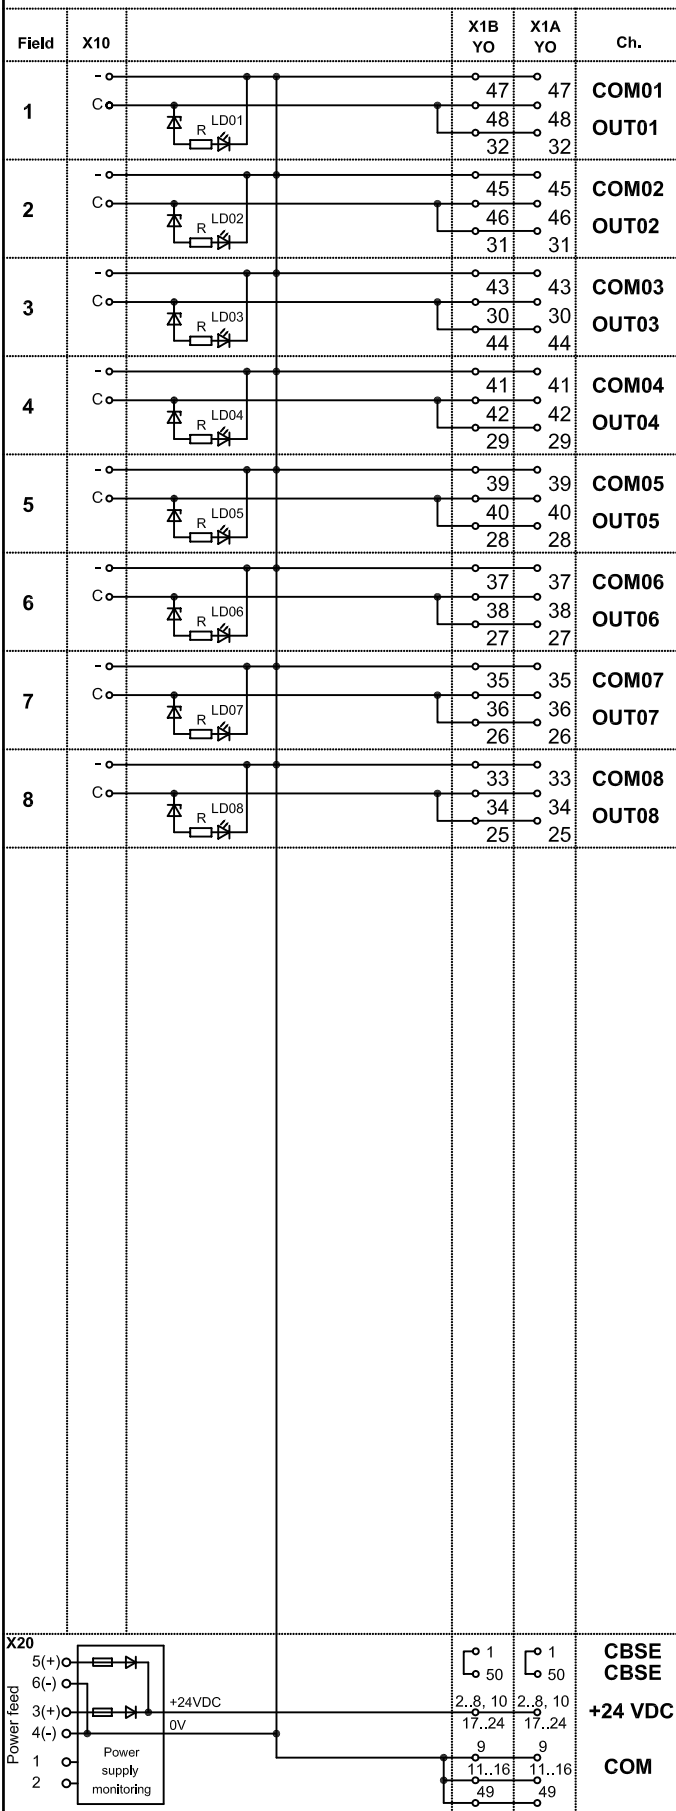 Field X10 X1B YO X1A YO Ch.
- 47 47 COM01
1 C 48 48 OUT01
R LD01 32 32
- 45 45 COM02
2 C 46 46 OUT02
R LD02 31 31
- 43 43 COM03
3 C 30 30 OUT03
R LD03 44 44
- 41 41 COM04
4 C 42 42 OUT04
R LD04 29 29
- 39 39 COM05
5 C 40 40 OUT05
R LD05 28 28
- 37 37 COM06
6 C 38 38 OUT06
R LD06 27 27
- 35 35 COM07
7 C 36 36 OUT07
R LD07 26 26
- 33 33 COM08
8 C 34 34 OUT08
R LD08 25 25
X20
5(+) 1 1 CBSE
6(-) 50 50 CBSE
3(+) +24VDC 2..8, 10 2..8, 10 +24 VDC
4(-) 0V 17..24 17..24
Power feed
9 9
1 11..16 11..16 COM
2 49 49
Power
supply
monitoring